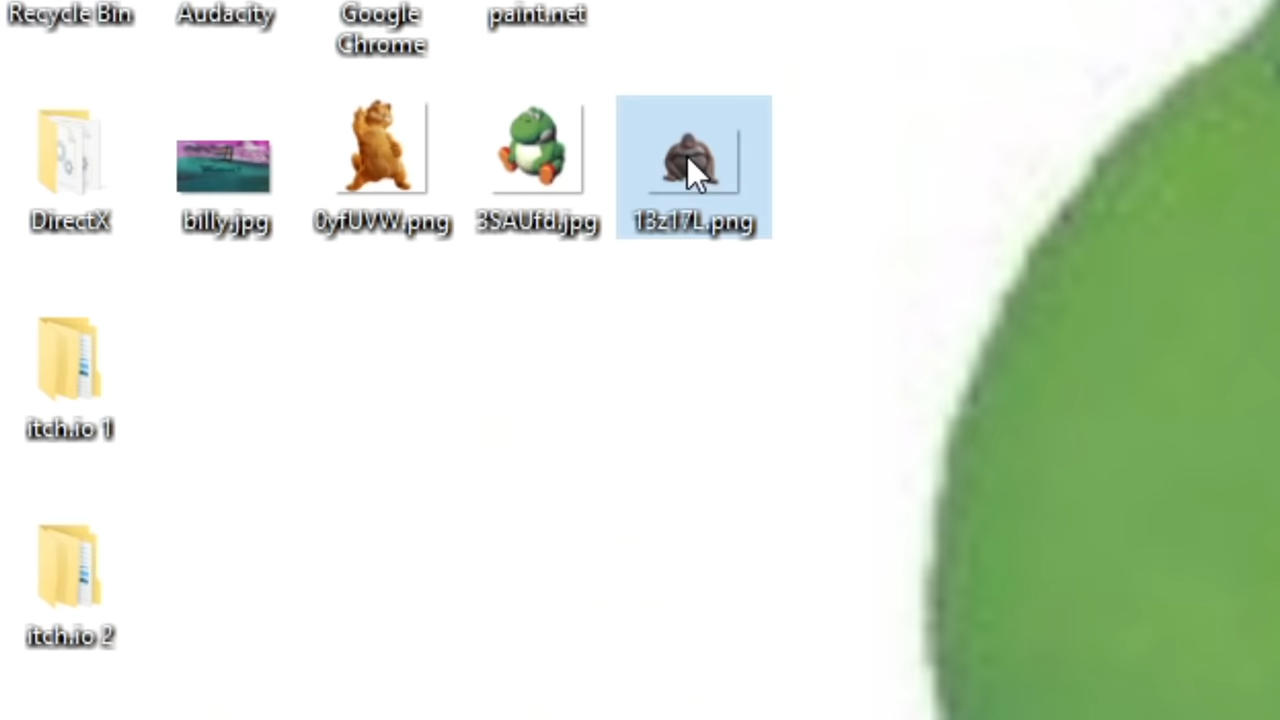 Recycle Bin
Audacity
Google
Chrome
paint.net
DirectX
billy.jpg
0yfUVW.png
3SAUfd.jpg
13z17L.png
itch.io 1
itch.io 2